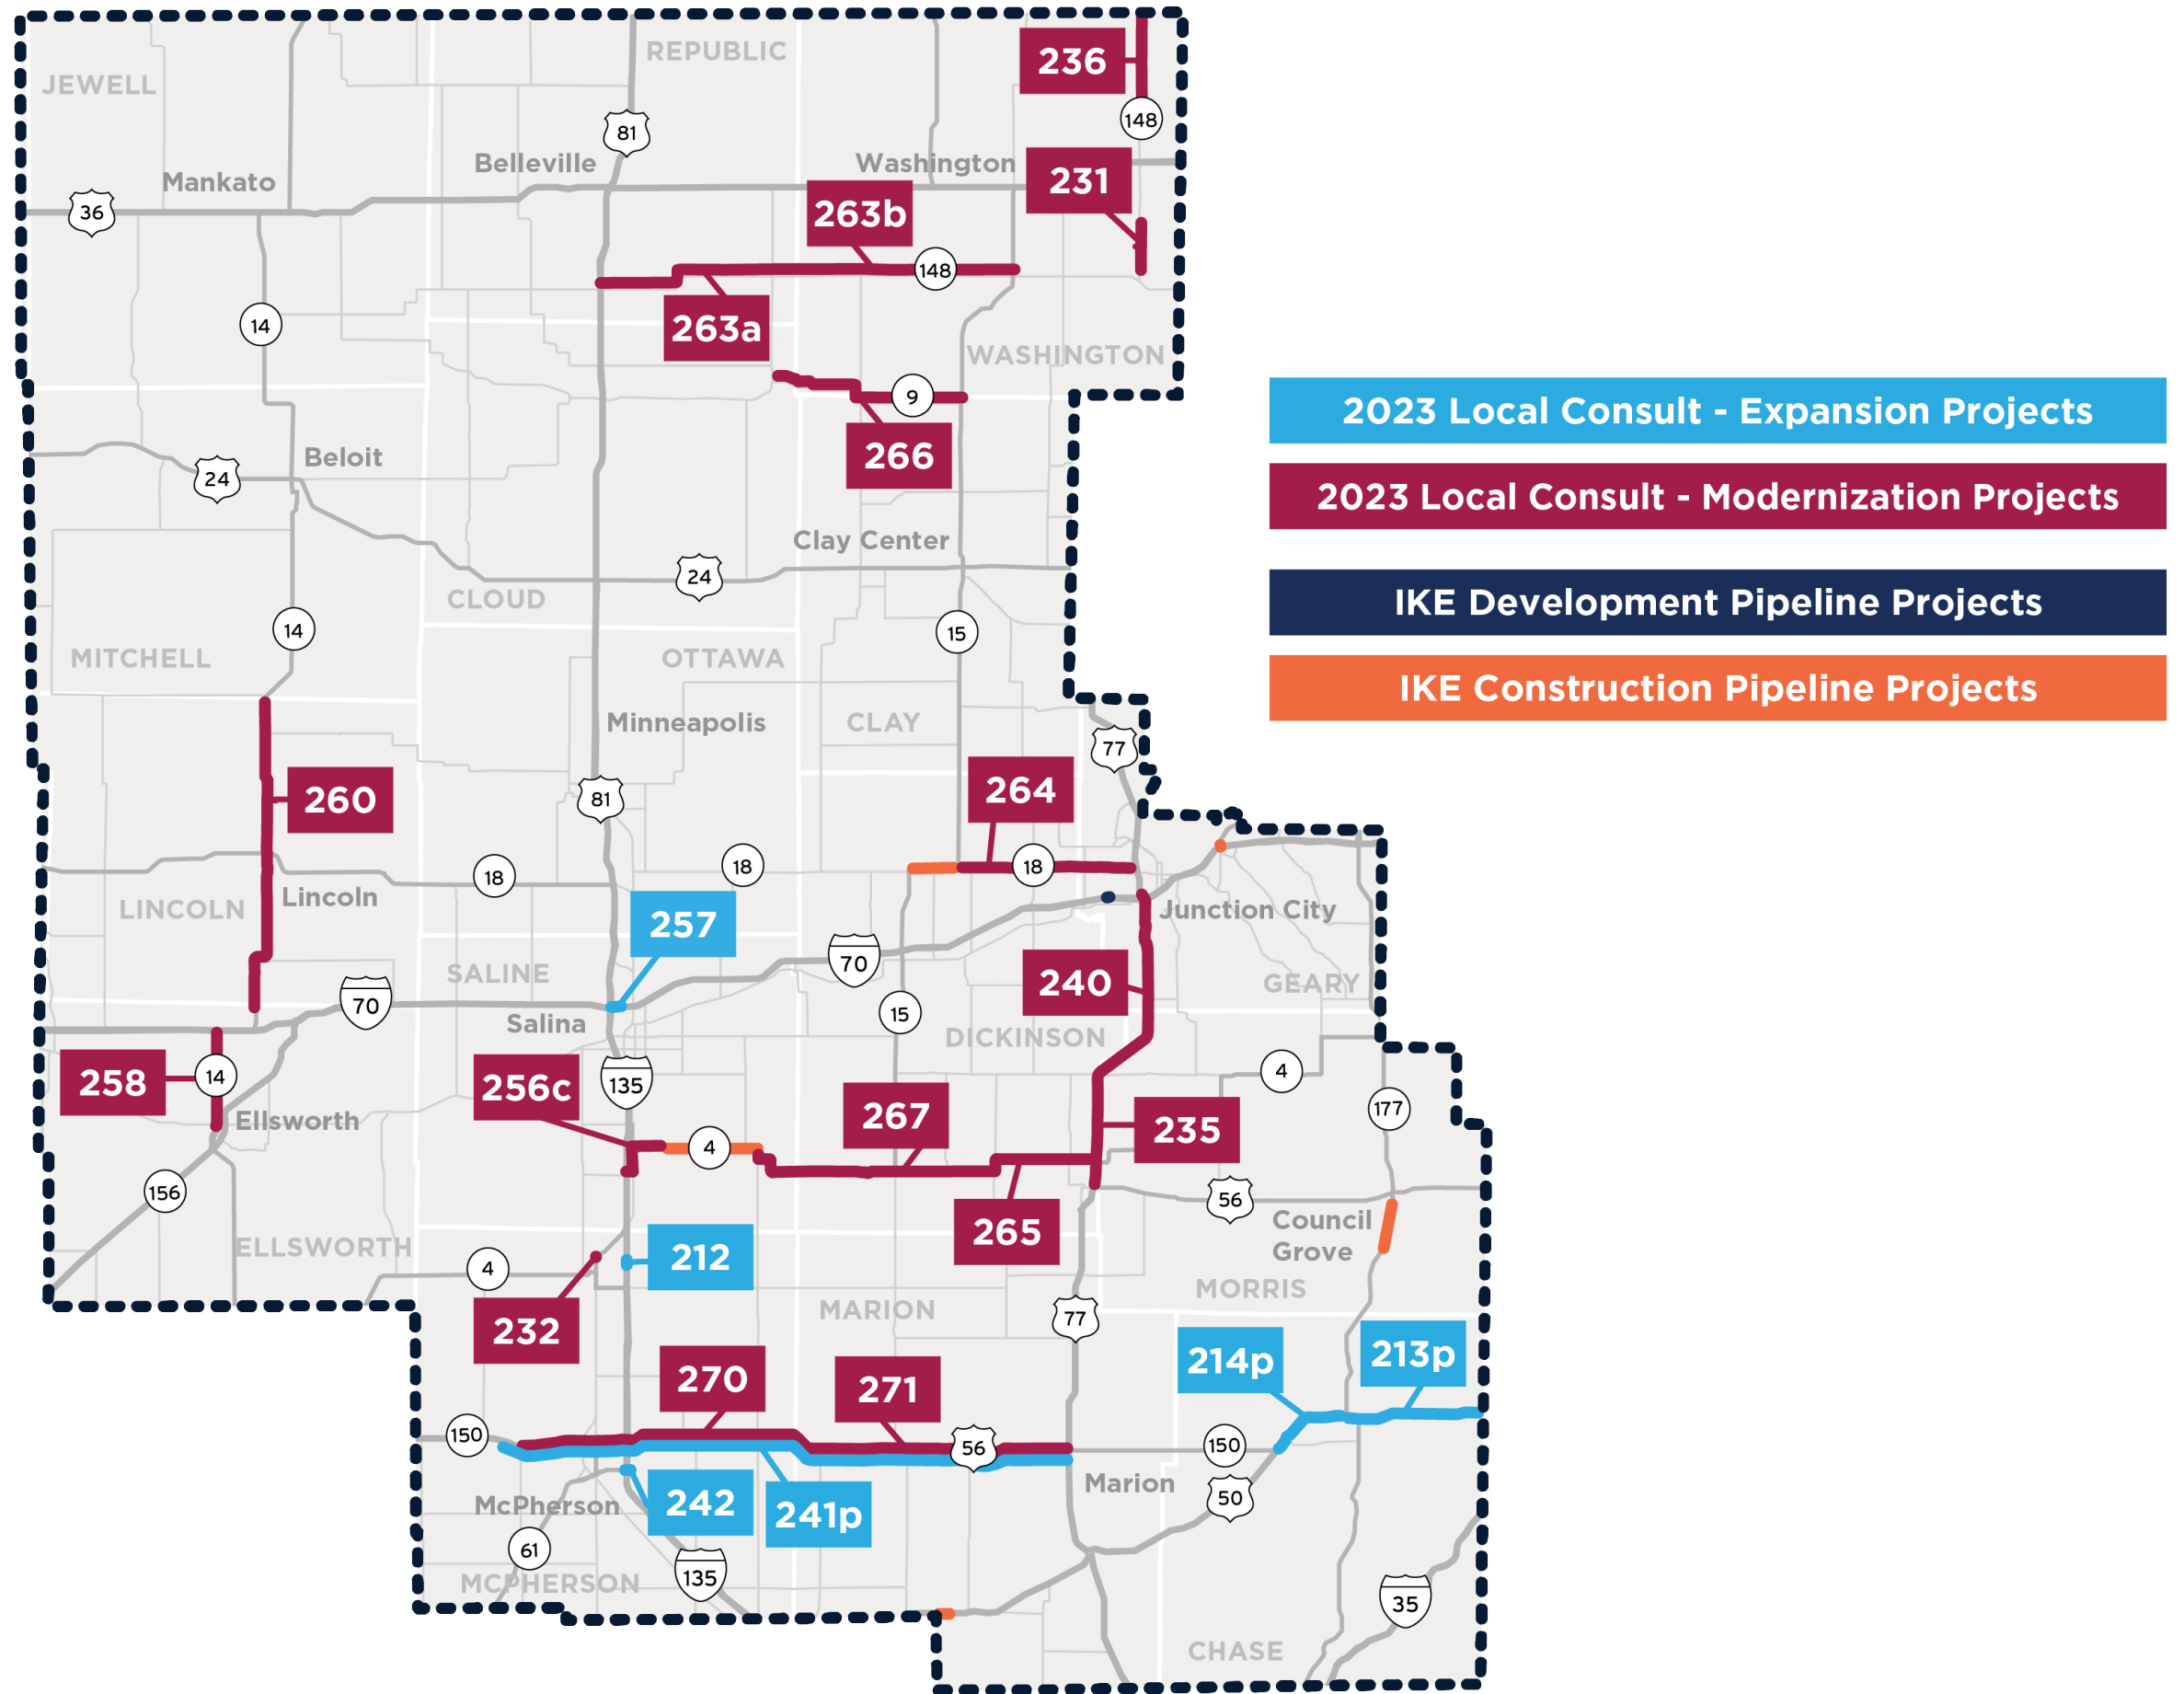 REPUBLIC
236
JEWELL
148
81
Belleville
Washington
Mankato
231
36
263b
148
263a
14
WASHINGTON
9
266
2023 Local Consult - Expansion Projects
Beloit
24
2023 Local Consult - Modernization Projects
Clay Center
24
CLOUD
IKE Development Pipeline Projects
14
15
MITCHELL
OTTAWA
IKE Construction Pipeline Projects
Minneapolis
CLAY
77
260
81
264
18
18
18
Lincoln
LINCOLN
257
Junction City
70
SALINE
240
GEARY
70
15
Salina
DICKINSON
258
14
256c
135
4
267
177
Ellsworth
235
4
156
56
Council
Grove
265
ELLSWORTH
212
4
MORRIS
MARION
232
77
214p
213p
270
271
150
56
150
Marion
McPherson
242
241p
50
61
135
MCPHERSON
35
CHASE